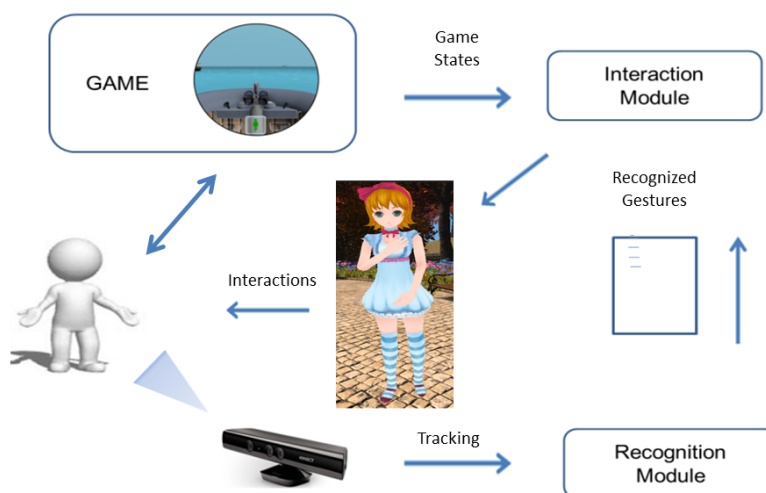 Game
States
GAME
Interaction
Module
Recognized
Gestures
Interactions
Tracking
Recognition
Module